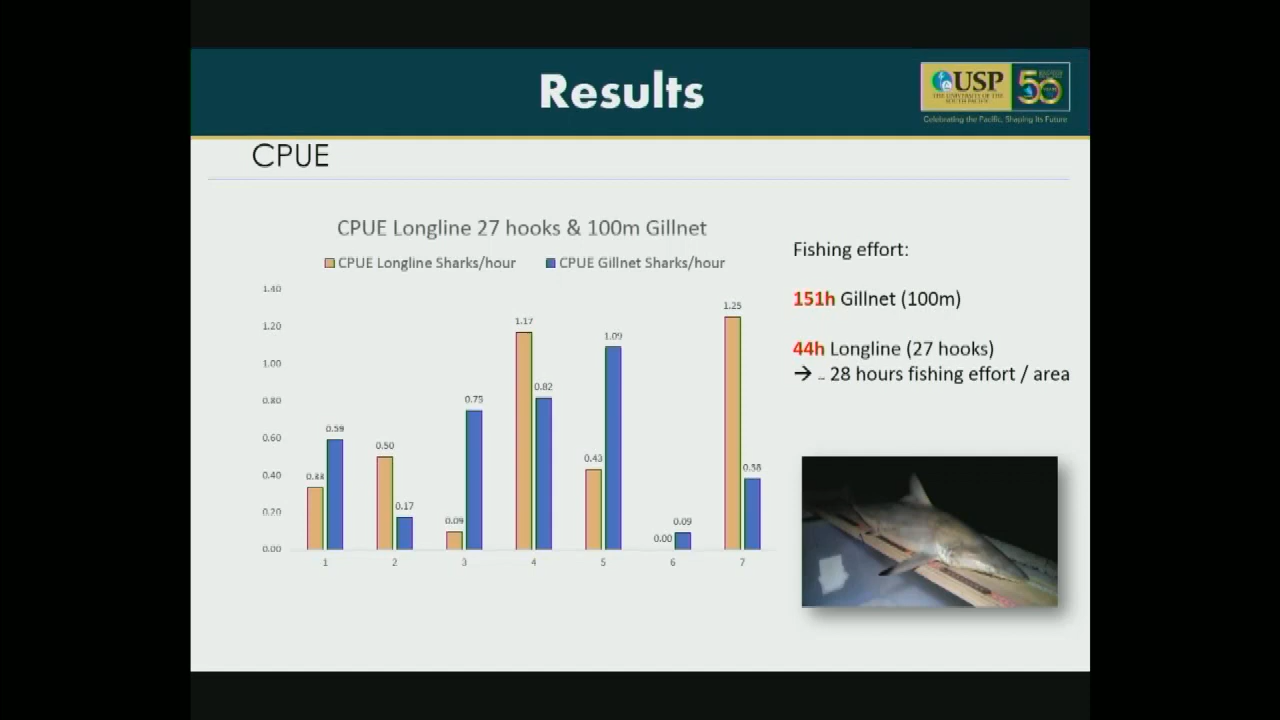 Results
USP
THE UNIVERSITY OF THE
SOUTH PACIFIC
50
Celebrating the Pacific, Shaping Its Future
CPUE
CPUE Longline 27 hooks & 100m Gillnet
CPUE Longline Sharks/hour CPUE Gillnet Sharks/hour
1.40
1.20
1.00
0.80
0.60
0.40
0.20
0.00
0.33 0.59
0.50 0.17
0.09 0.75
1.17 0.82
0.43 1.09
0.00 0.09
1.25 0.38
1 2 3 4 5 6 7
Fishing effort:
151h Gillnet (100m)
44h Longline (27 hooks)
→ ~ 28 hours fishing effort / area